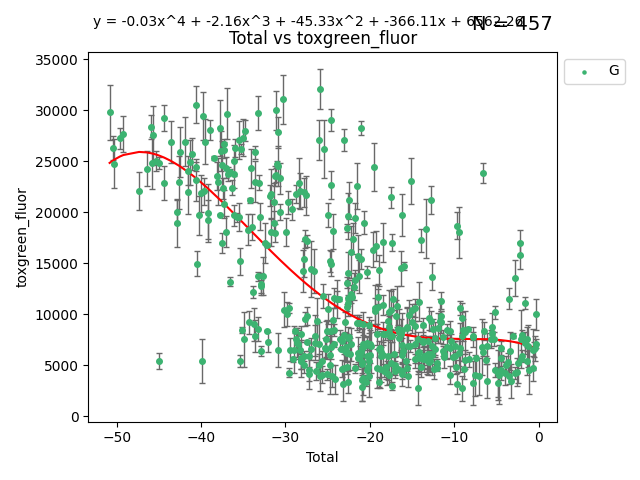 y = -0.03x^4 + -2.16x^3 + -45.33x^2 + -366.11x + 6562.26
N = 457
Total vs toxgreen_fluor
35000
30000
25000
20000
15000
10000
5000
0
toxgreen_fluor
G
−50 −40 −30 −20 −10 0
Total